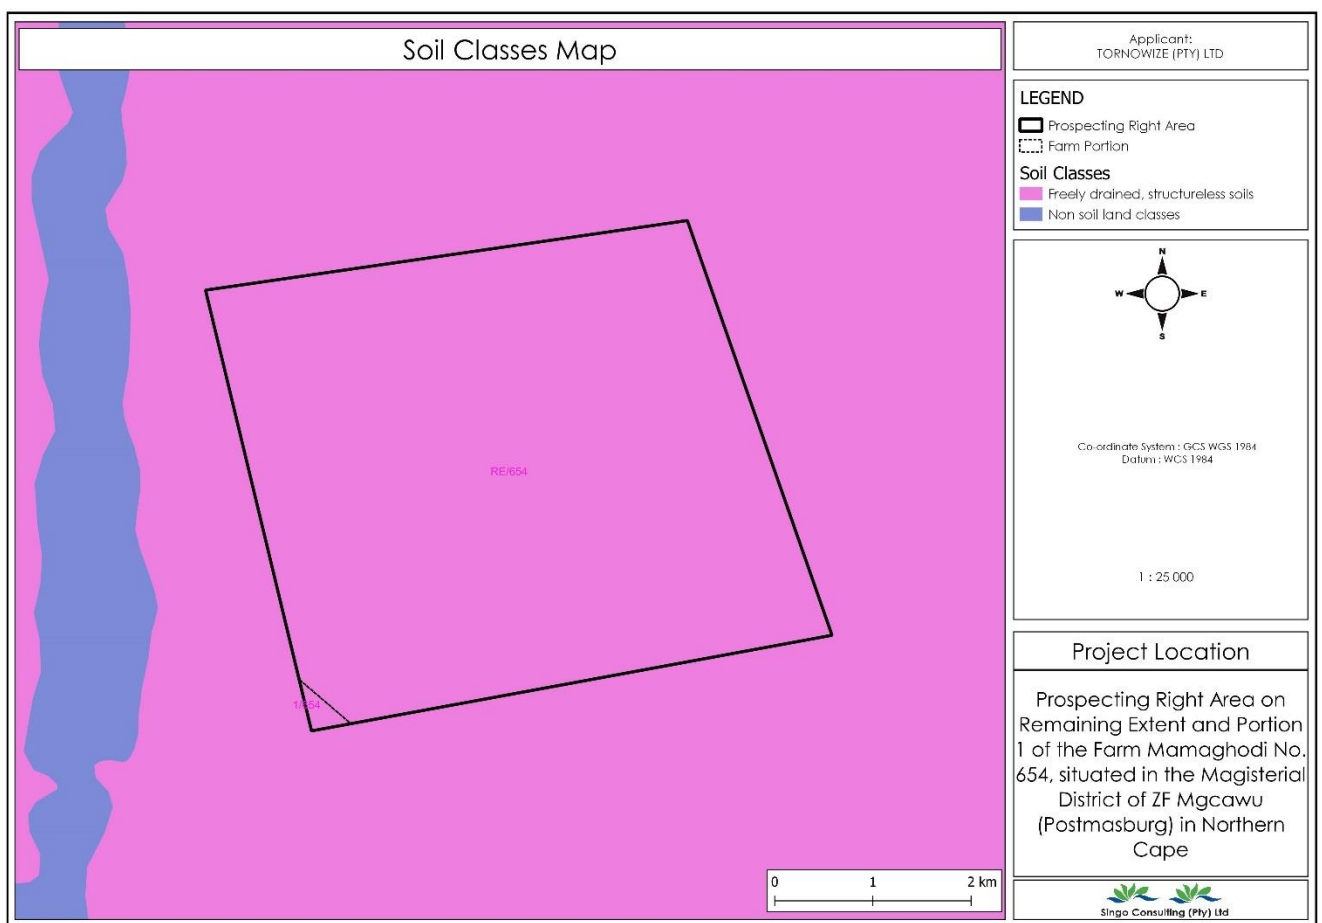 Soil Classes Map
RE/654
1/654
0 1 2 km
Applicant:
TORNOWIZE (PTY) LTD
LEGEND
Prospecting Right Area
Farm Portion
Soil Classes
Freely drained, structureless soils
Non soil land classes
N
W E
S
Co-ordinate System : GCS WGS 1984
Datum : WCS 1984
1 : 25 000
Project Location
Prospecting Right Area on
Remaining Extent and Portion
1 of the Farm Mamaghodi No.
654, situated in the Magisterial
District of ZF Mgcawu
(Postmasburg) in Northern
Cape
Singo Consulting (Pty) Ltd